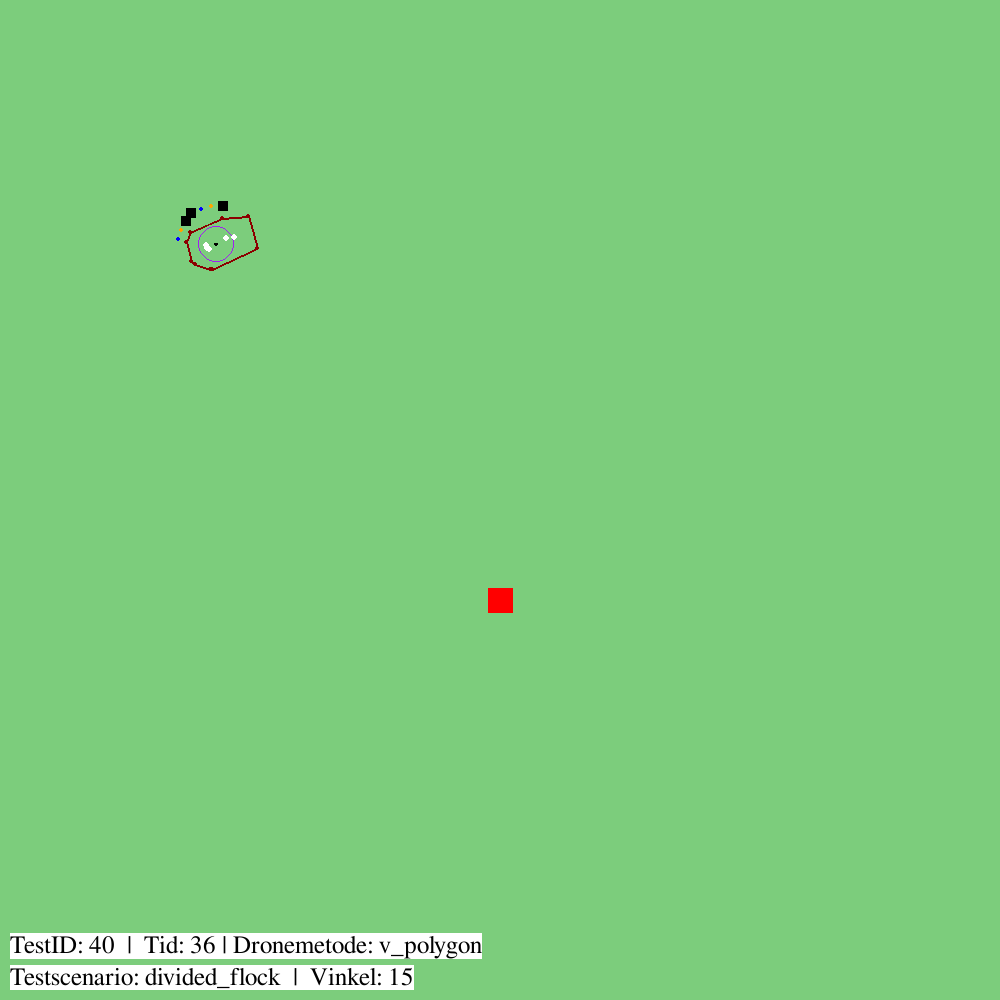 TestID: 40 | Tid: 36 | Dronemetode: v_polygon
Testscenario: divided_flock | Vinkel: 15